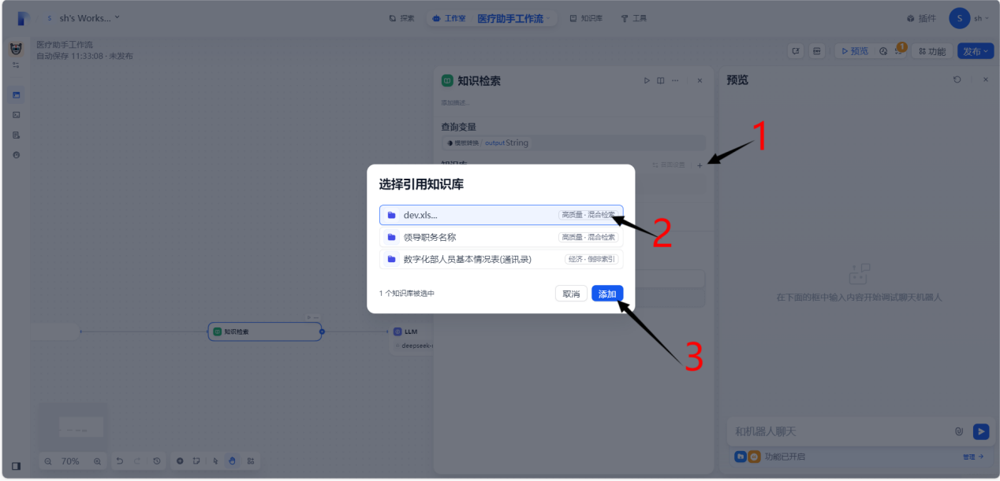 S sh's Works...
探索
工作室
医疗助手工作流
知识库
工具
插件
S sh
医疗助手工作流
自动保存 11:33:08 · 未发布
预览
1
功能
发布
知识检索
添加描述...
查询变量
模板转换 / output String
知识库
召回设置
1
预览
选择引用知识库
dev.xls...
高质量 · 混合检索
2
领导职务名称
高质量 · 混合检索
数字化部人员基本情况表(通讯录)
经济 · 倒排索引
1 个知识库被选中
取消
添加
3
在下面的框中输入内容开始调试聊天机器人
知识检索
LLM
deepseek-
和机器人聊天
功能已开启
管理
70%